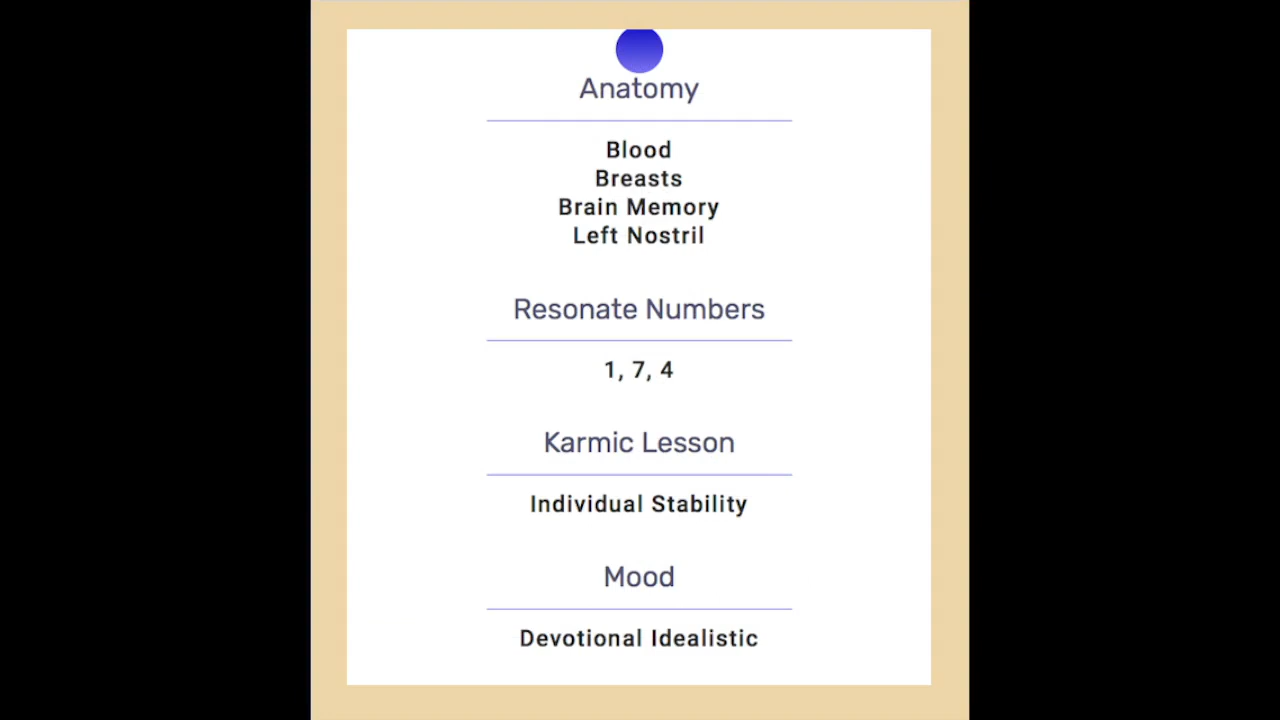 Anatomy
Blood
Breasts
Brain Memory
Left Nostril
Resonate Numbers
1, 7, 4
Karmic Lesson
Individual Stability
Mood
Devotional Idealistic